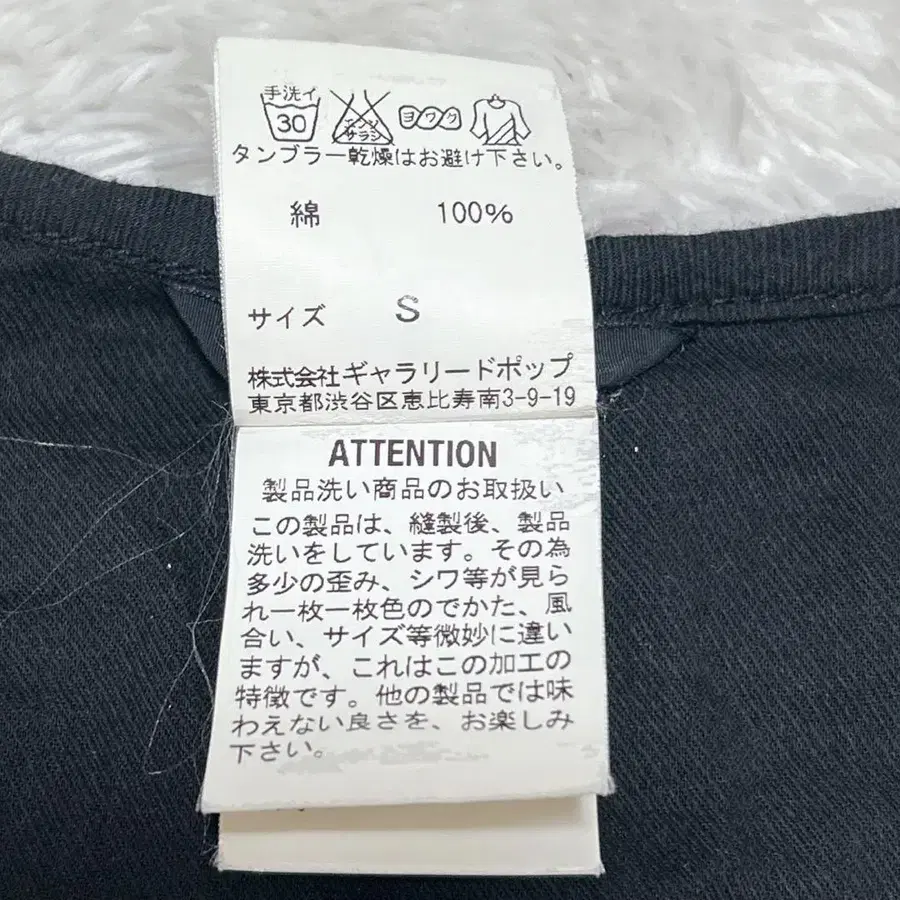 手洗イ
30
エンソ
サラシ
ヨワク
タンブラー乾燥はお避け下さい。
綿 100%
サイズ S
株式会社ギャラリードポップ
東京都渋谷区恵比寿南3-9-19
ATTENTION
製品洗い商品のお取扱い
この製品は、縫製後、製品
洗いをしています。その為
多少の歪み、シワ等が見ら
れ一枚一枚色のでかた、風
合い、サイズ等微妙に違い
ますが、これはこの加工の
特徴です。他の製品では味
わえない良さを、お楽しみ
下さい。